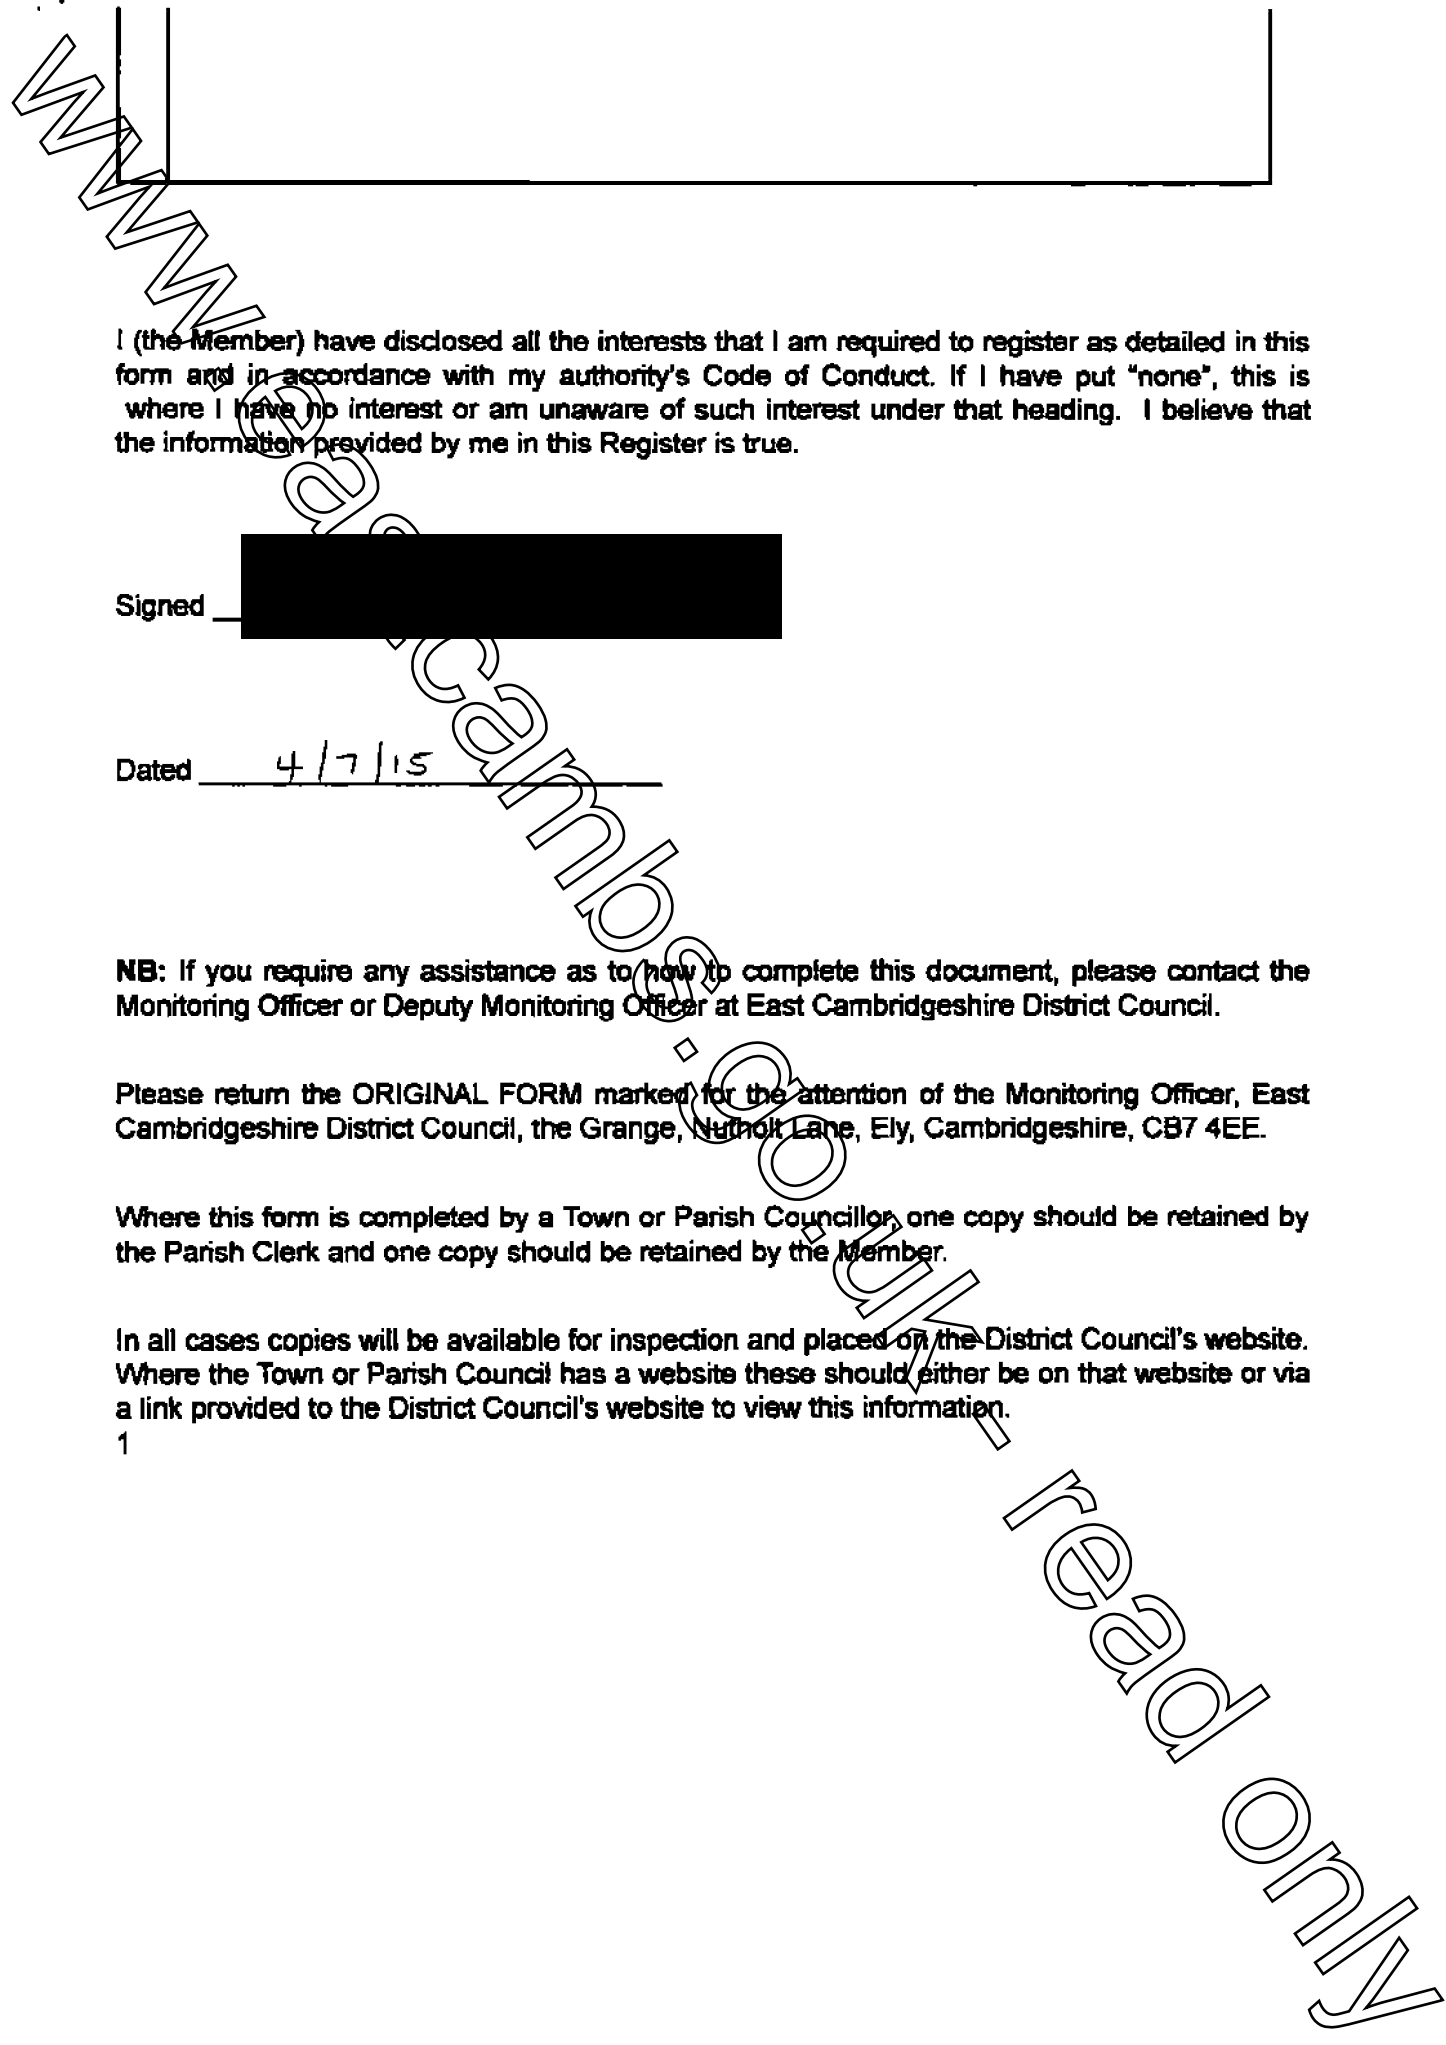 I (the Member) have disclosed all the interests that I am required to register as detailed in this
form and in accordance with my authority's Code of Conduct. If I have put "none", this is
where I have no interest or am unaware of such interest under that heading. I believe that
the information provided by me in this Register is true.
Signed
Dated 4/7/15
NB: If you require any assistance as to how to complete this document, please contact the
Monitoring Officer or Deputy Monitoring Officer at East Cambridgeshire District Council.
Please return the ORIGINAL FORM marked for the attention of the Monitoring Officer, East
Cambridgeshire District Council, the Grange, Nutholt Lane, Ely, Cambridgeshire, CB7 4EE.
Where this form is completed by a Town or Parish Councillor, one copy should be retained by
the Parish Clerk and one copy should be retained by the Member.
In all cases copies will be available for inspection and placed on the District Council's website.
Where the Town or Parish Council has a website these should either be on that website or via
a link provided to the District Council's website to view this information.
1
www.eastcambs.gov.uk - read only